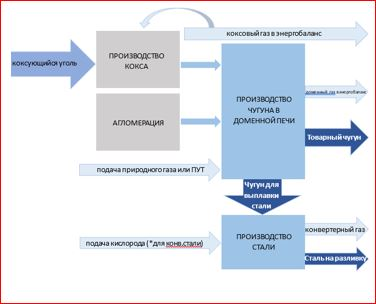 коксовый газ в энергобаланс
коксующийся уголь
ПРОИЗВОДСТВО
КОКСА
доменный газ в энергобаланс
ПРОИЗВОДСТВО
ЧУГУНА В
ДОМЕННОЙ ПЕЧИ
АГЛОМЕРАЦИЯ
Товарный чугун
подача природного газа или ПУТ
Чугун для
выплавки
стали
конвертерный газ
ПРОИЗВОДСТВО
СТАЛИ
подача кислорода (*для конв.стали)
Сталь на разливку